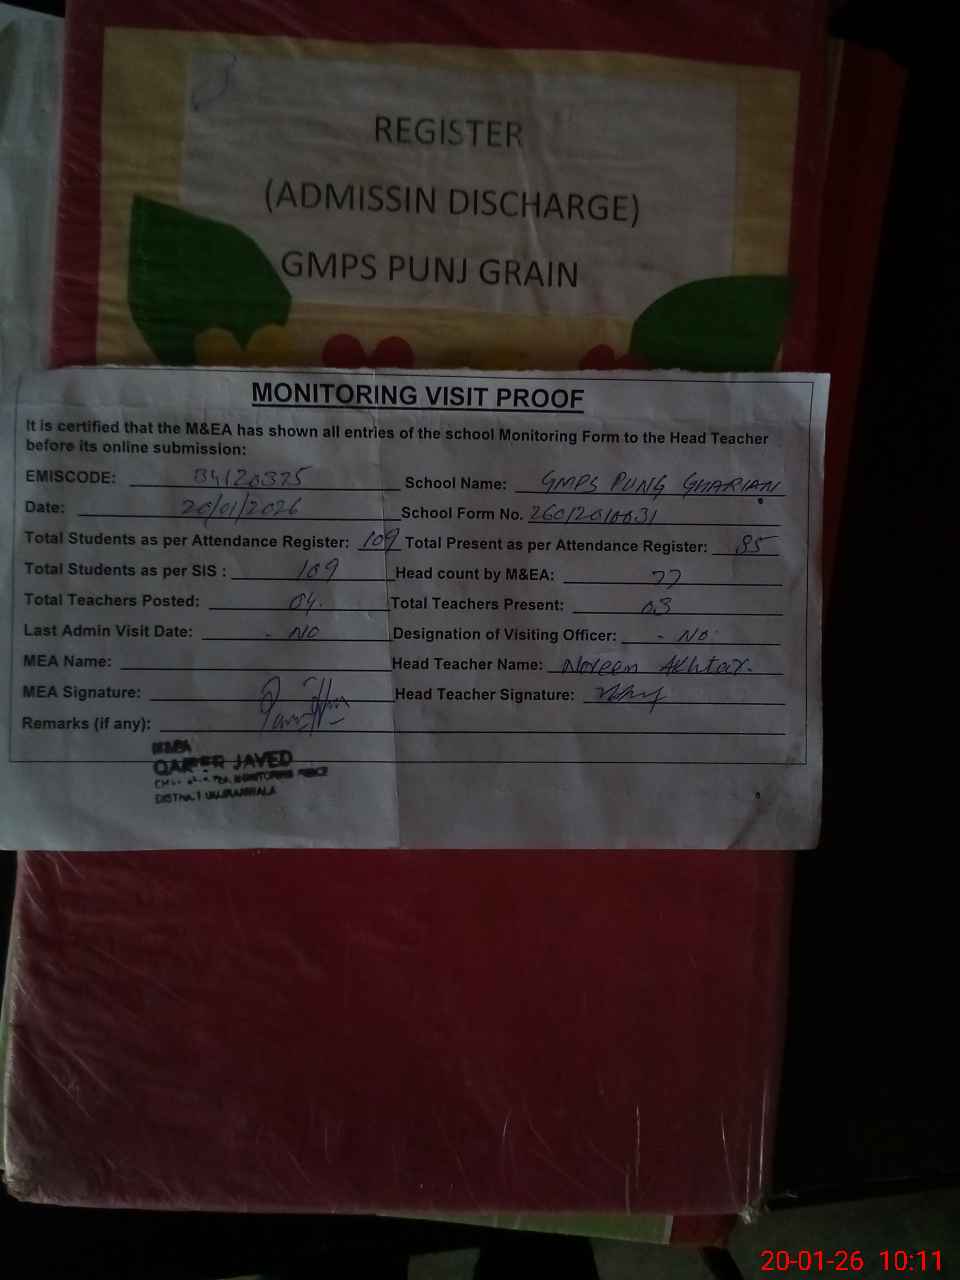 REGISTER
(ADMISSIN DISCHARGE)
GMPS PUNJ GRAIN
MONITORING VISIT PROOF
It is certified that the M&EA has shown all entries of the school Monitoring Form to the Head Teacher
before its online submission:
EMISCODE: 34120375 School Name: GMPS PUNG GHARIAN
Date: 20/01/2026 School Form No. 26012010031
Total Students as per Attendance Register: 109 Total Present as per Attendance Register: 85
Total Students as per SIS : 109 Head count by M&EA: 77
Total Teachers Posted: 04. Total Teachers Present: 03
Last Admin Visit Date: - NO Designation of Visiting Officer: - NO
MEA Name: Head Teacher Name: Noreen Akhtar.
MEA Signature: Head Teacher Signature:
Remarks (if any):
JAVED
MONITORING FORCE
20-01-26 10:11